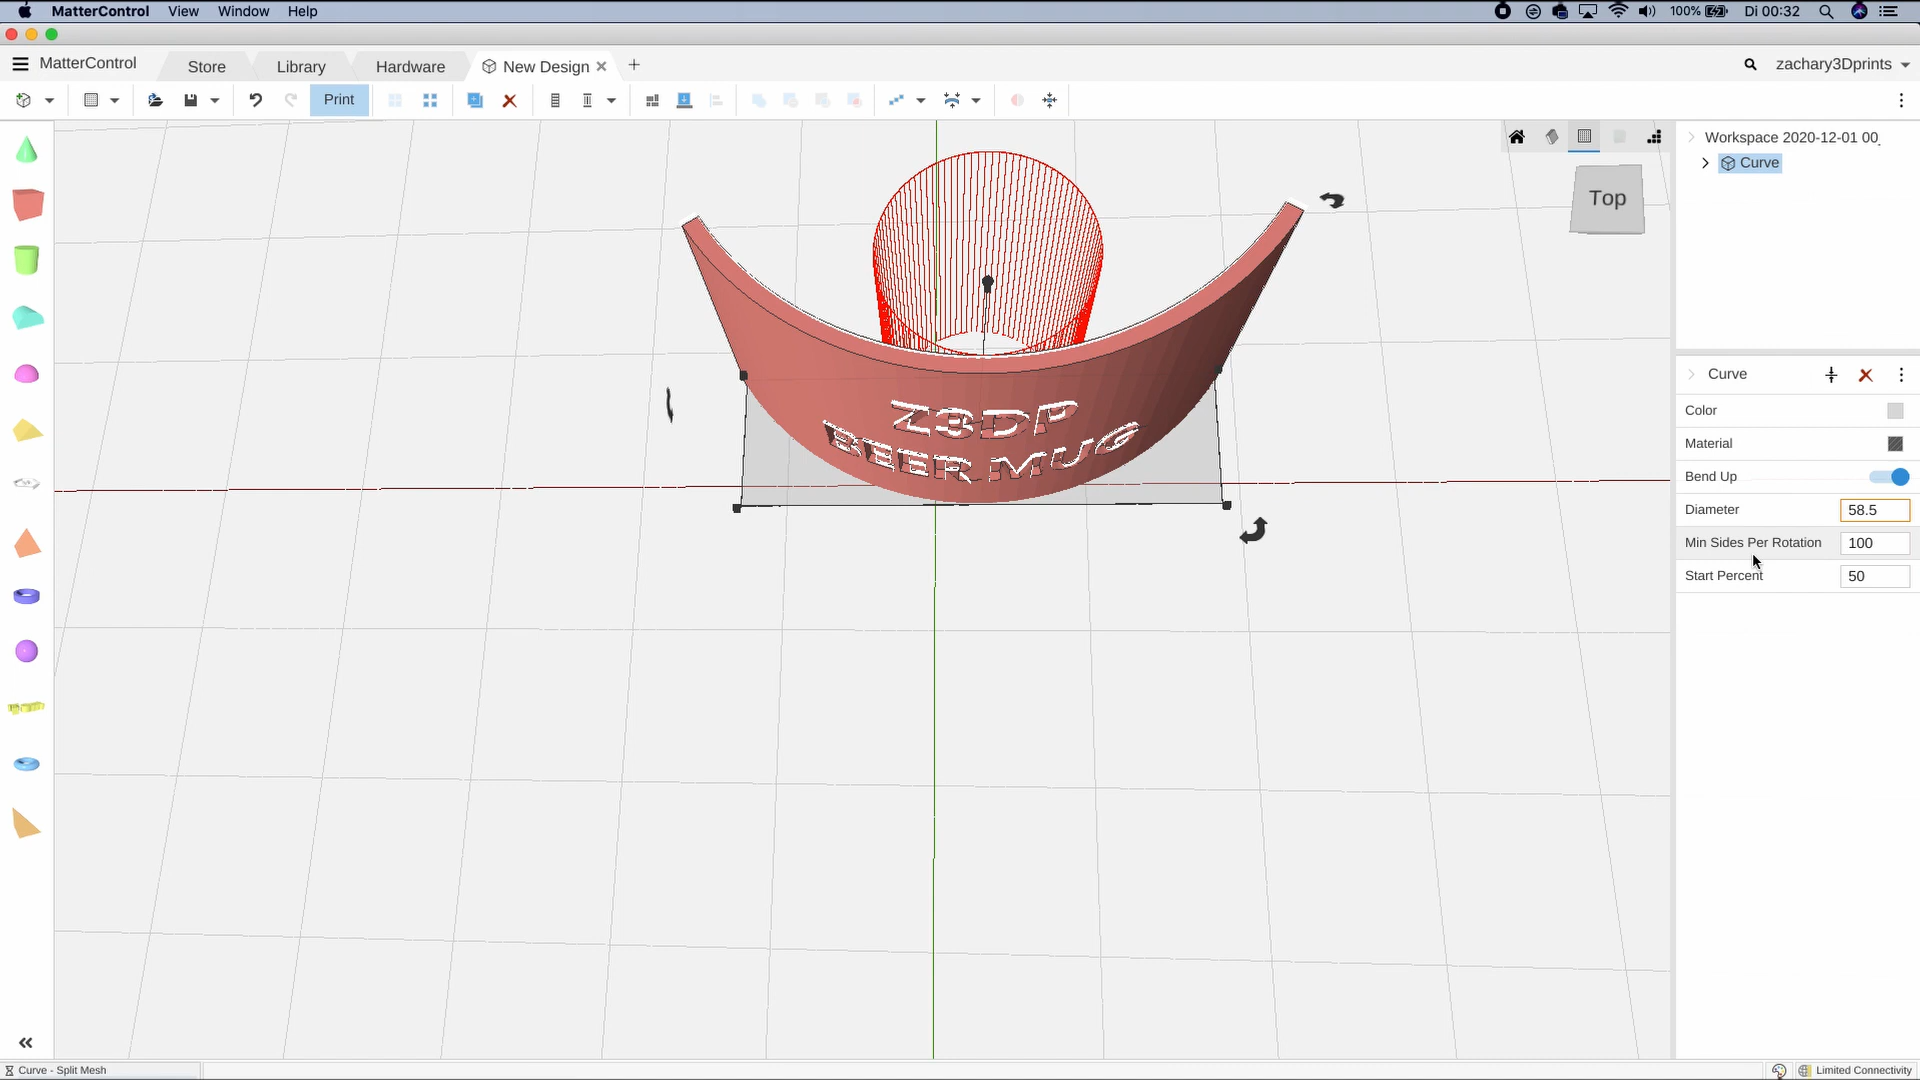 MatterControl View Window Help 100% Di 00:32
MatterControl Store Library Hardware New Design zachary3Dprints
Print
Workspace 2020-12-01 00
Curve
Top
Curve
Color
Material
Bend Up
Diameter 58.5
Min Sides Per Rotation 100
Start Percent 50
Z3DP
BEER MUG
Curve - Split Mesh Limited Connectivity